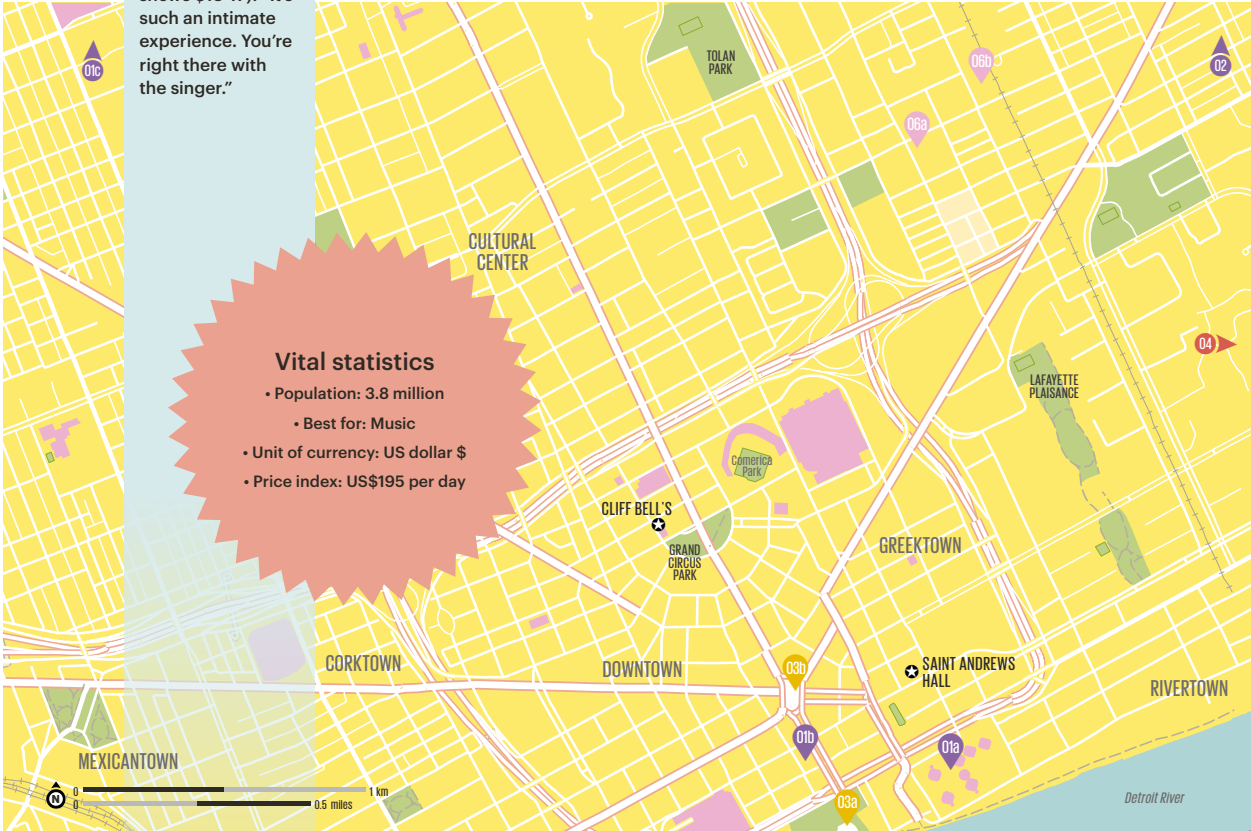 such an intimate
experience. You're
right there with
the singer."
01c
TOLAN
PARK
06b
02
06a
CULTURAL
CENTER
04
Vital statistics
• Population: 3.8 million
• Best for: Music
• Unit of currency: US dollar $
• Price index: US$195 per day
LAFAYETTE
PLAISANCE
Comerica
Park
CLIFF BELL'S
GRAND
CIRCUS
PARK
GREEKTOWN
CORKTOWN
DOWNTOWN
03b
SAINT ANDREWS
HALL
RIVERTOWN
01b
01a
MEXICANTOWN
N
0
1 km
0
0.5 miles
03a
Detroit River